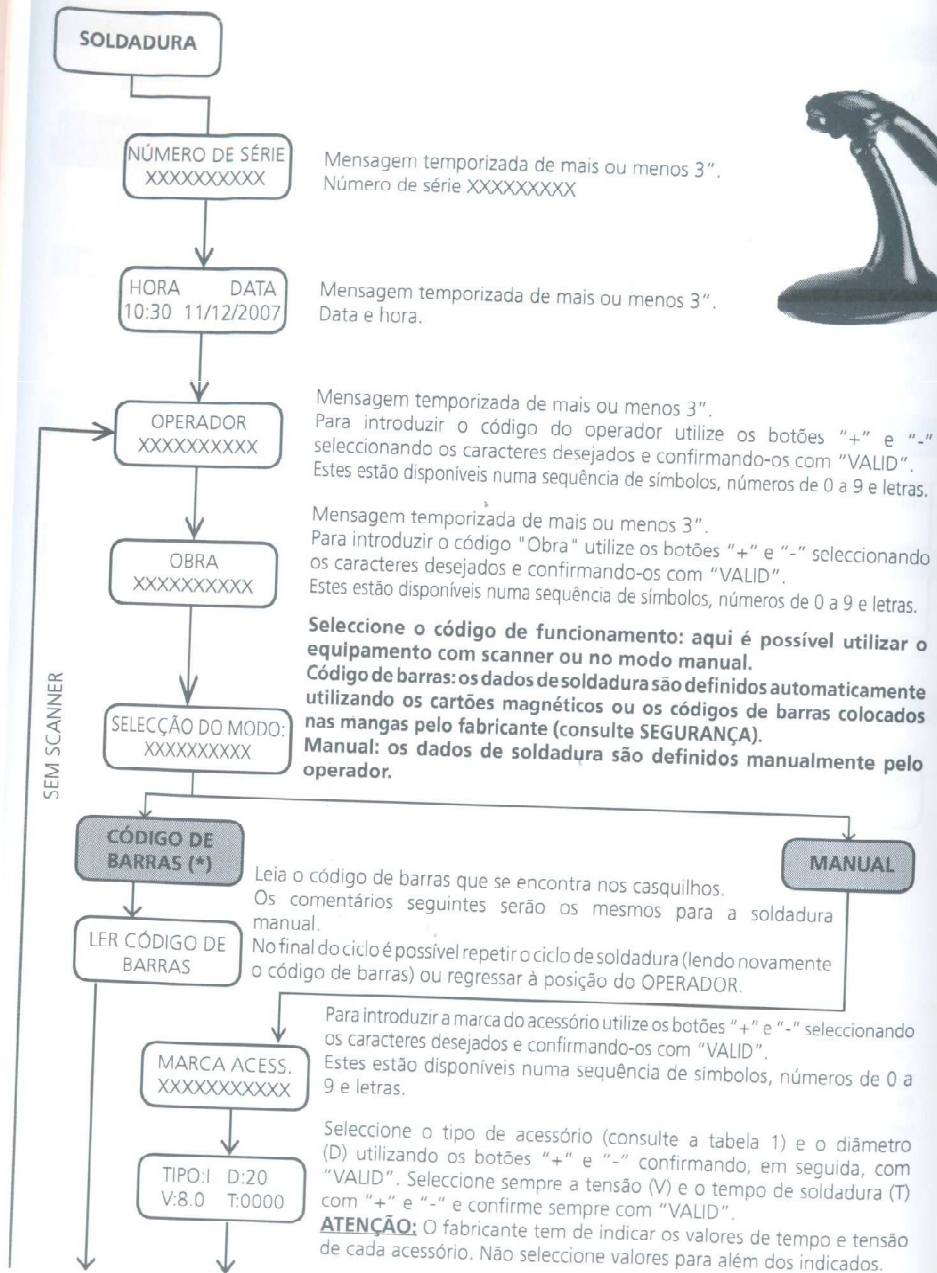 SOLDADURA
NÚMERO DE SÉRIE
XXXXXXXXXX
Mensagem temporizada de mais ou menos 3".
Número de série XXXXXXXXX
HORA DATA
10:30 11/12/2007
Mensagem temporizada de mais ou menos 3".
Data e hora.
OPERADOR
XXXXXXXXXX
Mensagem temporizada de mais ou menos 3".
Para introduzir o código do operador utilize os botões "+" e "-"
seleccionando os caracteres desejados e confirmando-os com "VALID".
Estes estão disponíveis numa sequência de símbolos, números de 0 a 9 e letras.
OBRA
XXXXXXXXXX
Mensagem temporizada de mais ou menos 3".
Para introduzir o código "Obra" utilize os botões "+" e "-" seleccionando
os caracteres desejados e confirmando-os com "VALID".
Estes estão disponíveis numa sequência de símbolos, números de 0 a 9 e letras.
SEM SCANNER
SELECÇÃO DO MODO:
XXXXXXXXXX
Seleccione o código de funcionamento: aqui é possível utilizar o
equipamento com scanner ou no modo manual.
Código de barras: os dados de soldadura são definidos automaticamente
utilizando os cartões magnéticos ou os códigos de barras colocados
nas mangas pelo fabricante (consulte SEGURANÇA).
Manual: os dados de soldadura são definidos manualmente pelo
operador.
CÓDIGO DE
BARRAS (*)
MANUAL
LER CÓDIGO DE
BARRAS
Leia o código de barras que se encontra nos casquilhos.
Os comentários seguintes serão os mesmos para a soldadura
manual.
No final do ciclo é possível repetir o ciclo de soldadura (lendo novamente
o código de barras) ou regressar à posição do OPERADOR.
MARCA ACESS.
XXXXXXXXXXX
Para introduzir a marca do acessório utilize os botões "+" e "-" seleccionando
os caracteres desejados e confirmando-os com "VALID".
Estes estão disponíveis numa sequência de símbolos, números de 0 a
9 e letras.
TIPO:I D:20
V:8.0 T:0000
Seleccione o tipo de acessório (consulte a tabela 1) e o diâmetro
(D) utilizando os botões "+" e "-" confirmando, em seguida, com
"VALID". Seleccione sempre a tensão (V) e o tempo de soldadura (T)
com "+" e "-" e confirme sempre com "VALID".
ATENÇÃO: O fabricante tem de indicar os valores de tempo e tensão
de cada acessório. Não seleccione valores para além dos indicados.